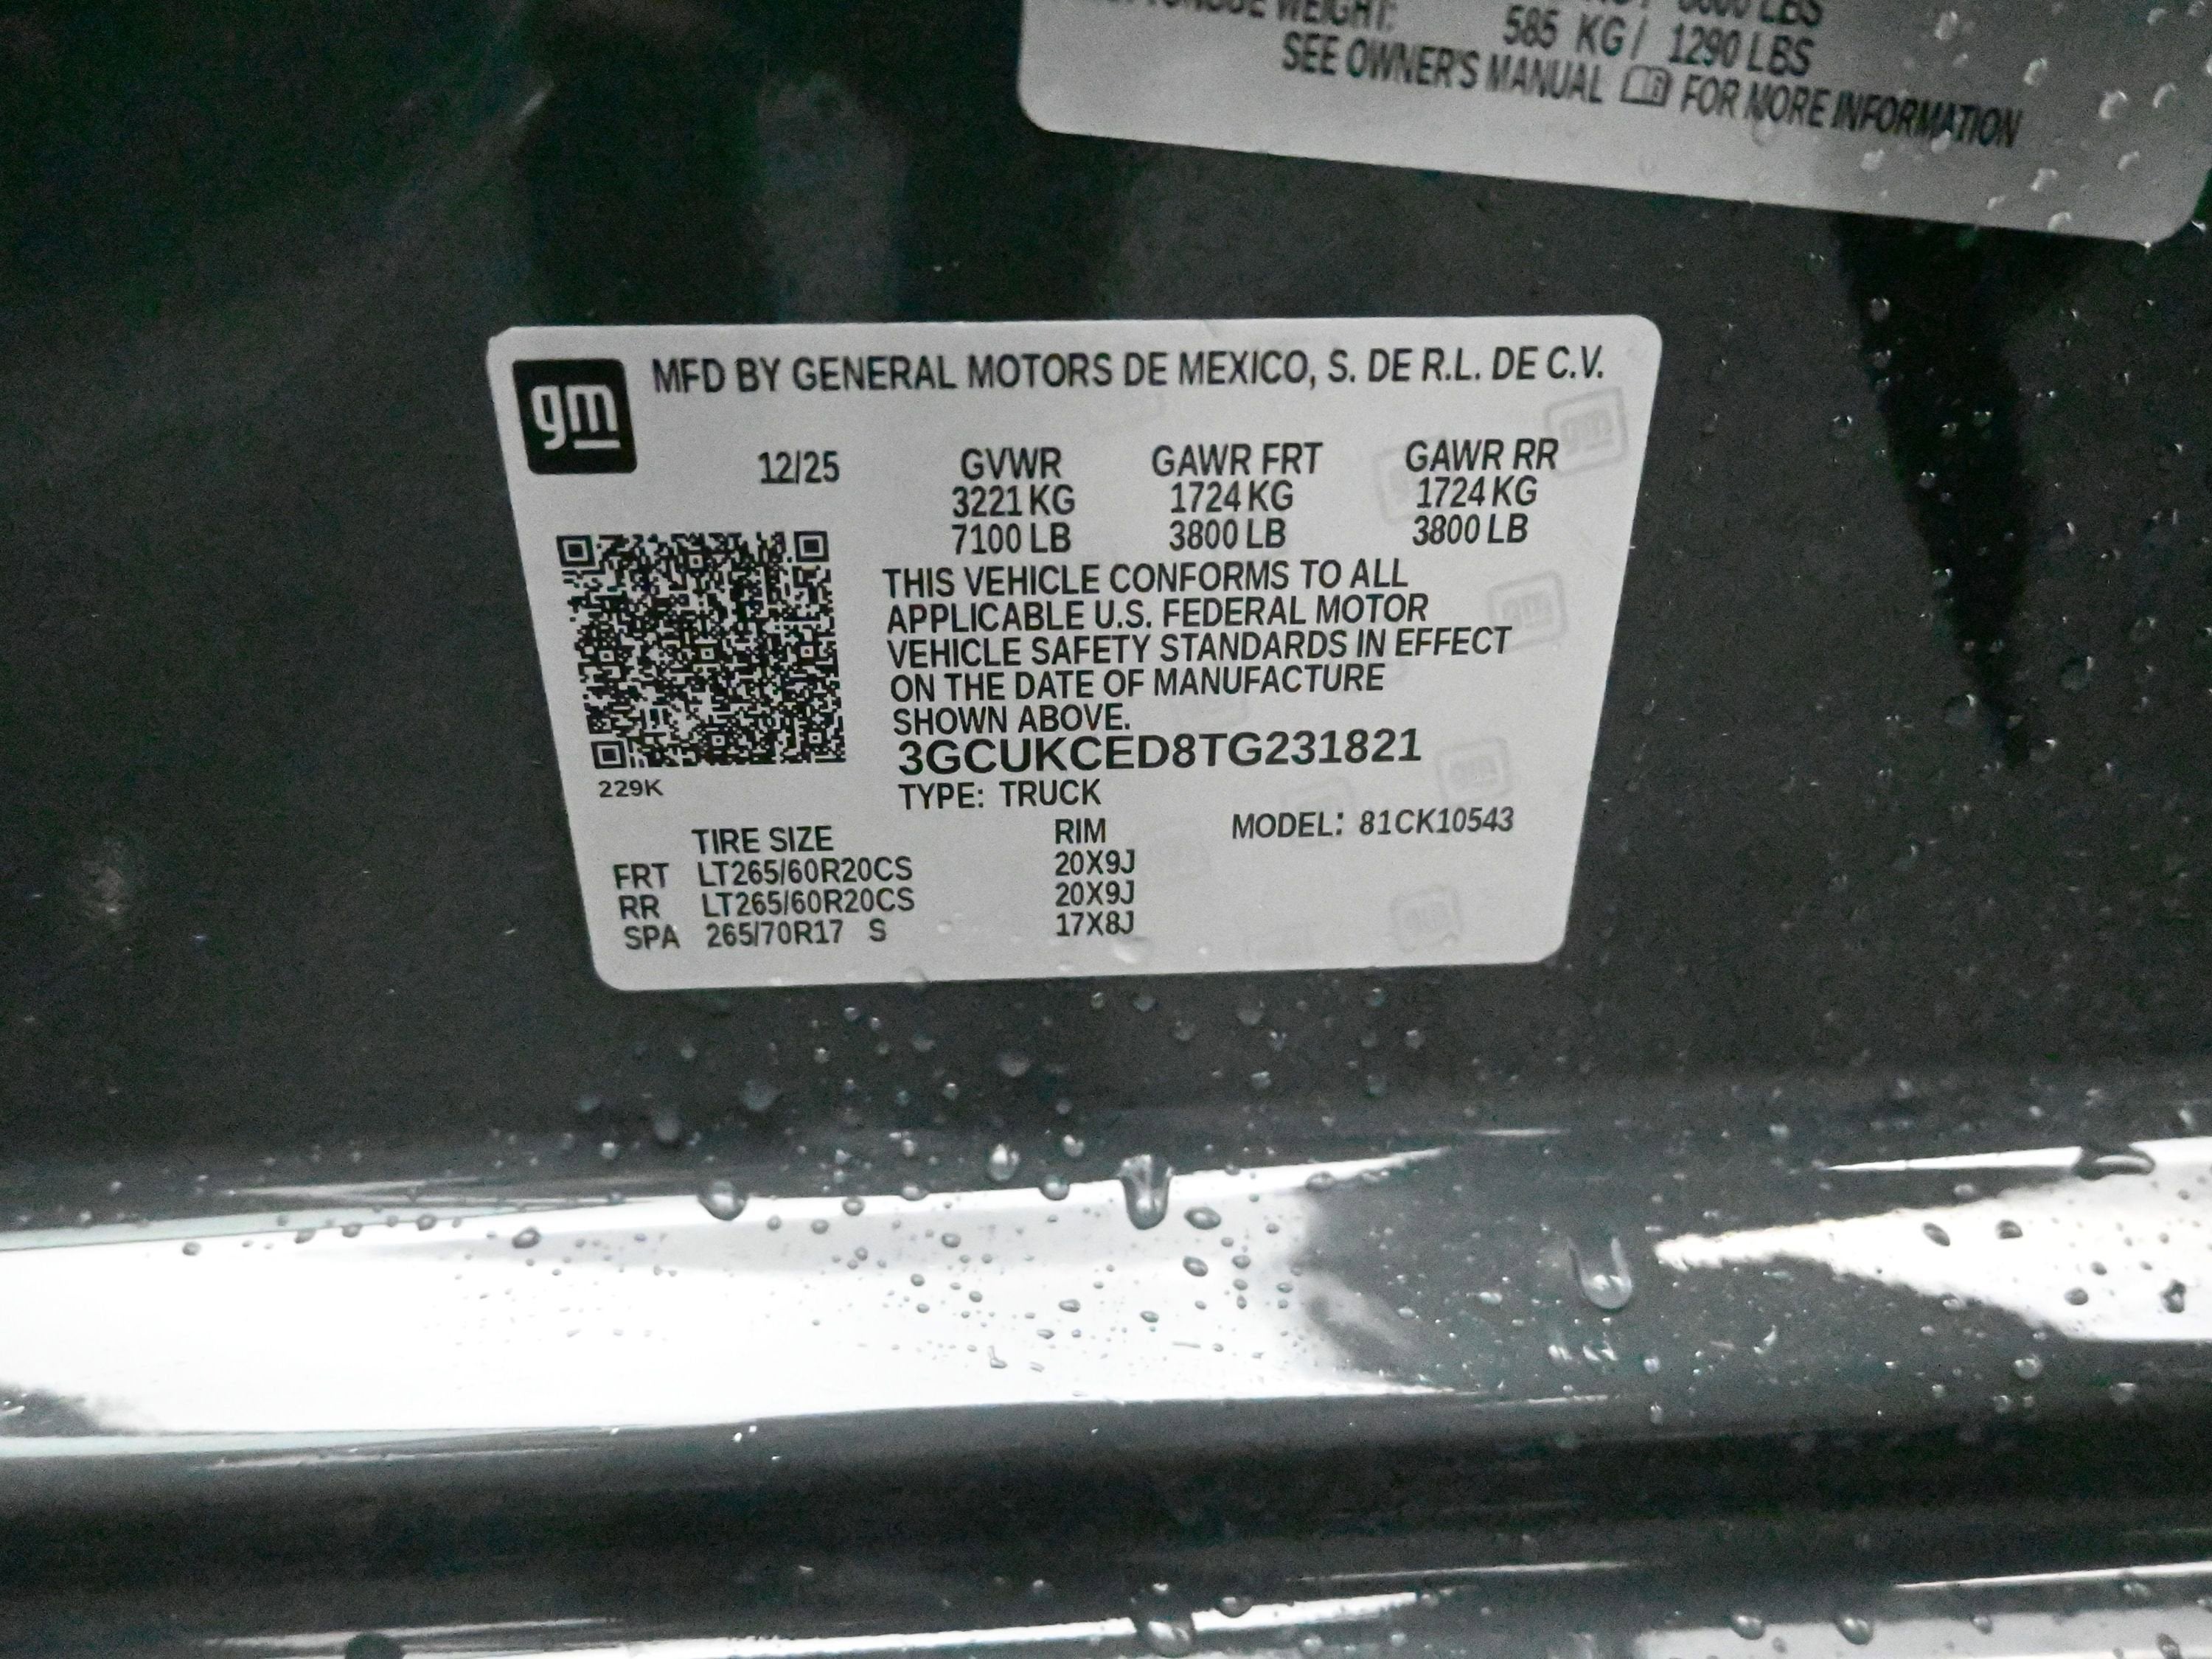 WEIGHT:
585 KG / 1290 LBS
SEE OWNER'S MANUAL FOR MORE INFORMATION
gm
MFD BY GENERAL MOTORS DE MEXICO, S. DE R.L. DE C.V.
12/25 GVWR GAWR FRT GAWR RR
3221 KG 1724 KG 1724 KG
7100 LB 3800 LB 3800 LB
THIS VEHICLE CONFORMS TO ALL
APPLICABLE U.S. FEDERAL MOTOR
VEHICLE SAFETY STANDARDS IN EFFECT
ON THE DATE OF MANUFACTURE
SHOWN ABOVE.
3GCUKCED8TG231821
229K
TYPE: TRUCK
MODEL: 81CK10543
TIRE SIZE RIM
FRT LT265/60R20CS 20X9J
RR LT265/60R20CS 20X9J
SPA 265/70R17 S 17X8J